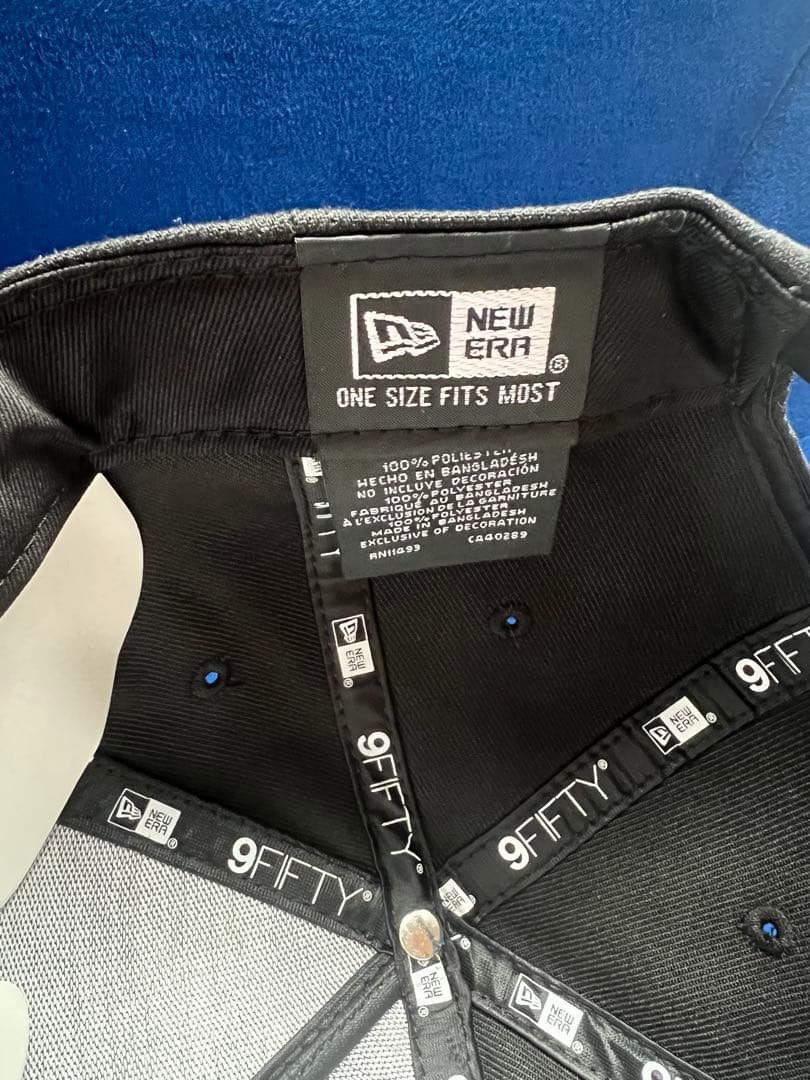 NEW
ERA®
ONE SIZE FITS MOST
100% POLIESTER
HECHO EN BANGLADÉSH
NO INCLUYE DECORACIÓN
100% POLYESTER
FABRIQUÉ AU BANGLADESH
À L'EXCLUSION DE LA GARNITURE
100% POLYESTER
MADE IN BANGLADESH
EXCLUSIVE OF DECORATION
RN11493 CA40289
NEW
ERA®
9FIFTY®
NEW
ERA®
9FIFTY
NEW
ERA®
9FIFTY®
NEW
ERA®
9FIFTY®
NEW
ERA®
NEW
ERA®